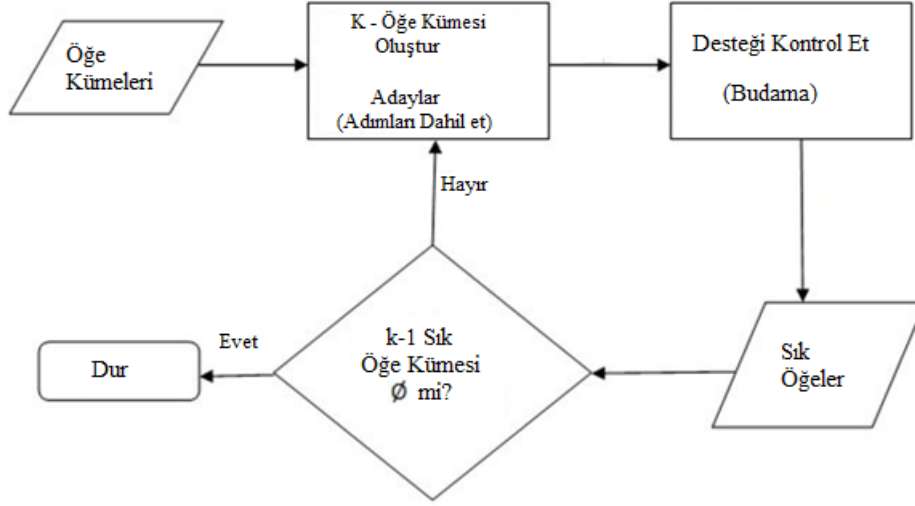 Öğe
Kümeleri
K - Öğe Kümesi
Oluştur
Adaylar
(Adımları Dahil et)
Desteği Kontrol Et
(Budama)
Hayır
Sık
Öğeler
k-1 Sık
Öğe Kümesi
Ø mi?
Evet
Dur